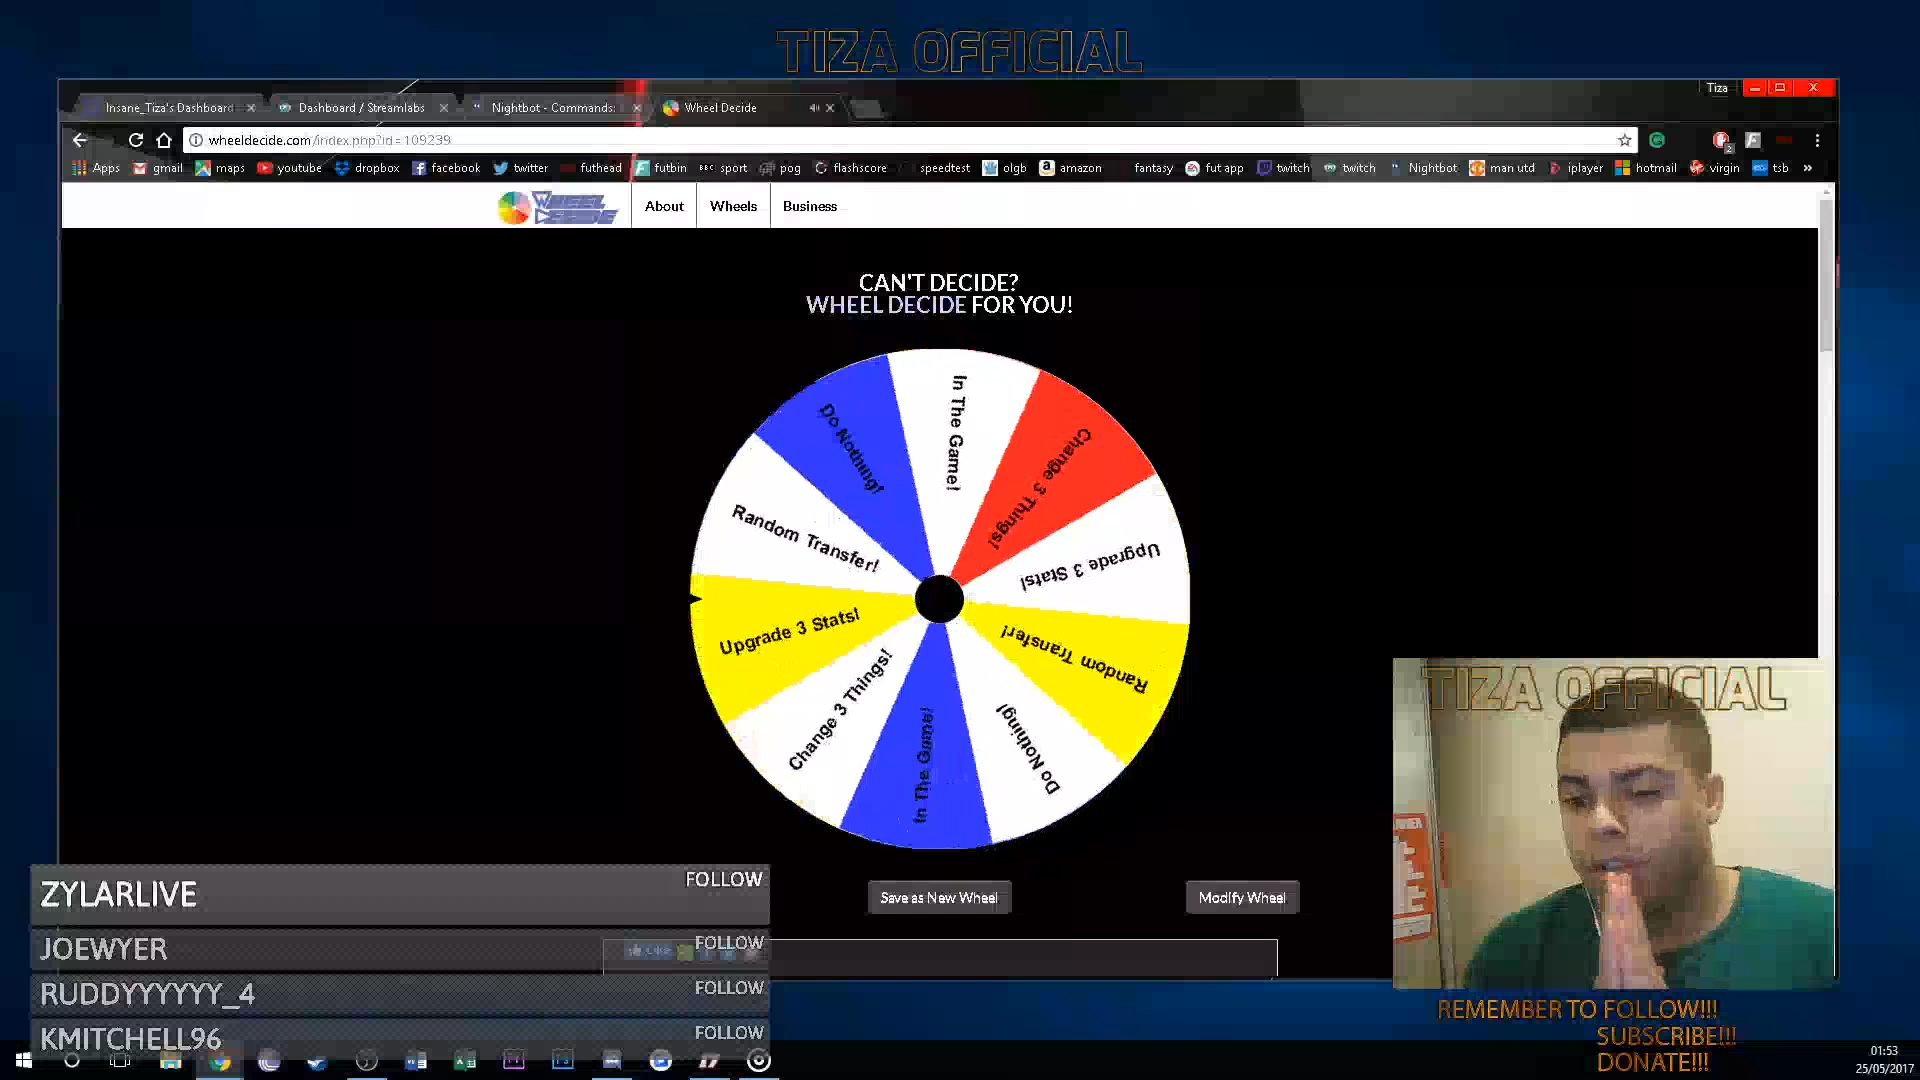 TIZA OFFICIAL
Tiza
Insane_Tiza's Dashboard
Dashboard / Streamlabs
Nightbot - Commands:
Wheel Decide
wheeldecide.com/index.php?id=109239
Apps gmail maps youtube dropbox facebook twitter futhead futbin BBC sport pog flashscore speedtest olgb amazon fantasy fut app twitch twitch Nightbot man utd iplayer hotmail virgin tsb »
WHEEL DECIDE
About Wheels Business
CAN'T DECIDE?
WHEEL DECIDE FOR YOU!
In The Game!
Change 3 Things!
Upgrade 3 Stats!
Random Transfer!
Do Nothing!
In The Game!
Change 3 Things!
Upgrade 3 Stats!
Random Transfer!
Do Nothing!
Save as New Wheel
Modify Wheel
Like
TIZA OFFICIAL
ZYLARLIVE FOLLOW
JOEWYER FOLLOW
RUDDYYYYYY_4 FOLLOW
KMITCHELL96 FOLLOW
REMEMBER TO FOLLOW!!!
SUBSCRIBE!!!
DONATE!!!
01:53
25/05/2017